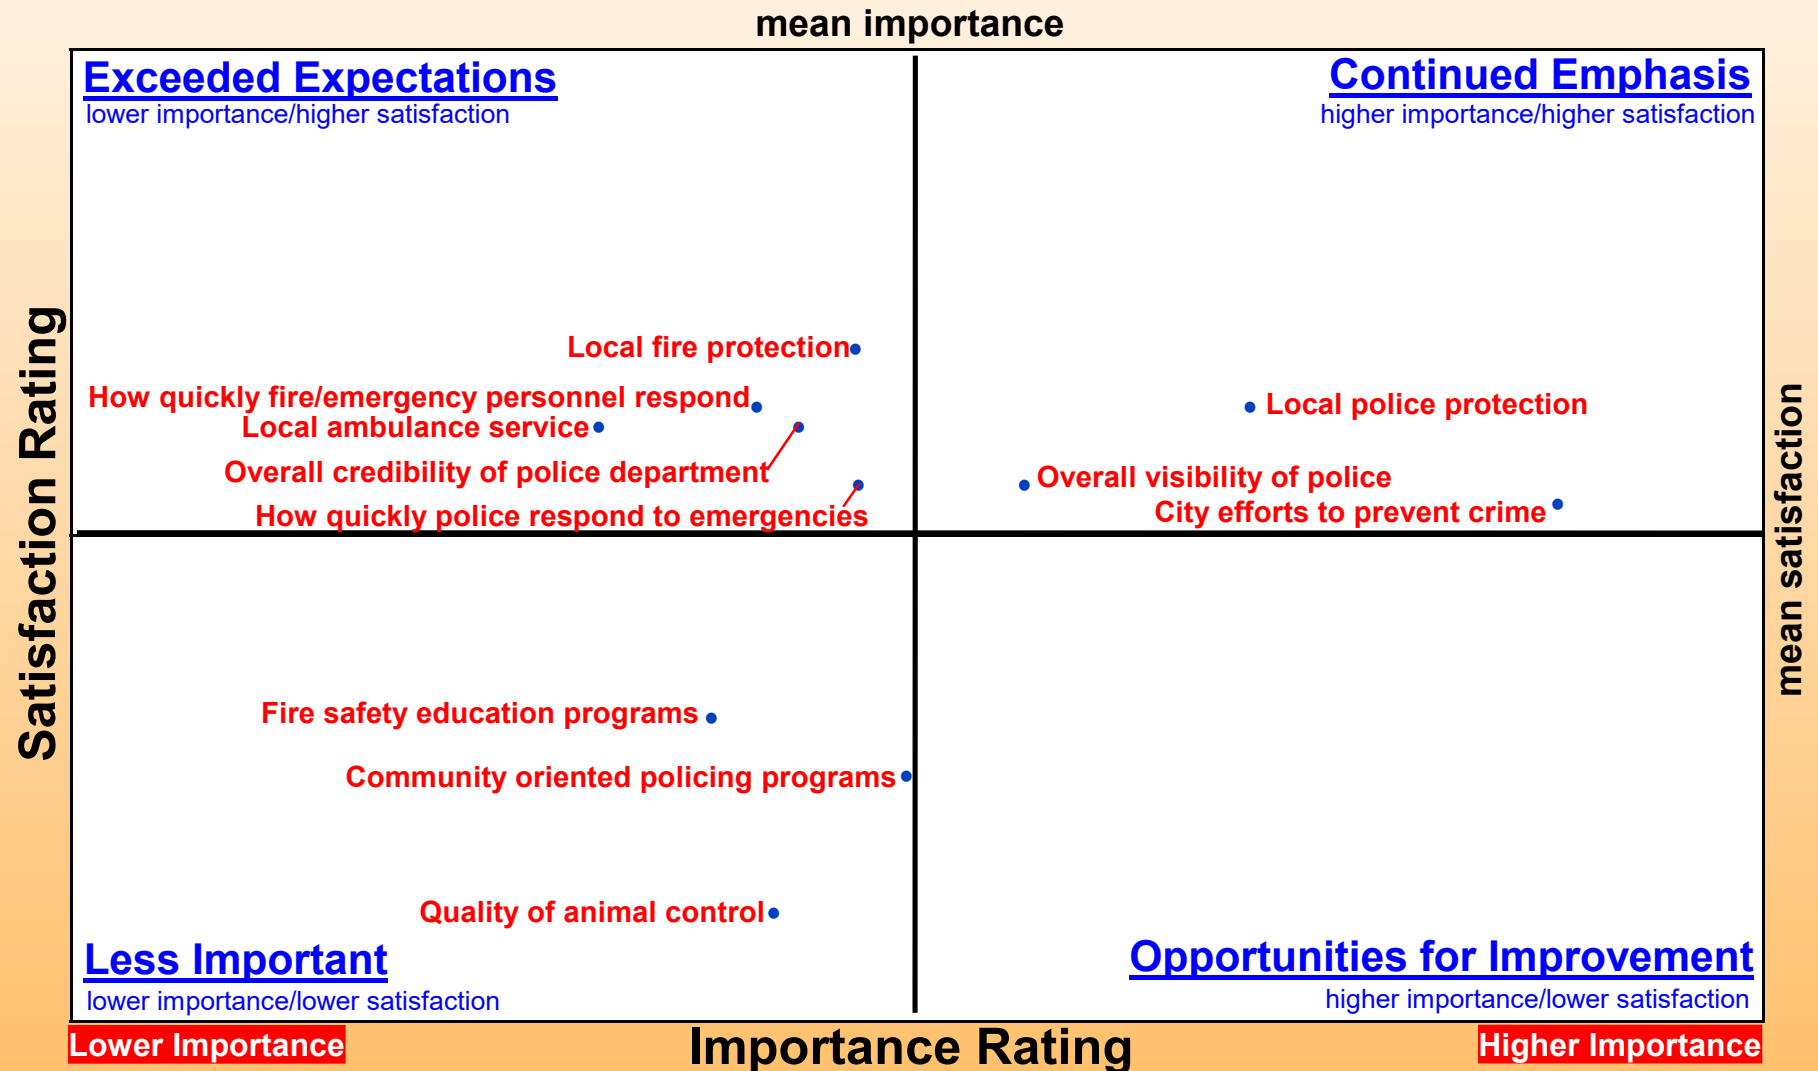 mean importance
Exceeded Expectations
lower importance/higher satisfaction
Continued Emphasis
higher importance/higher satisfaction
Satisfaction Rating
mean satisfaction
Local fire protection
How quickly fire/emergency personnel respond
Local ambulance service
Overall credibility of police department
How quickly police respond to emergencies
Local police protection
Overall visibility of police
City efforts to prevent crime
Fire safety education programs
Community oriented policing programs
Quality of animal control
Less Important
lower importance/lower satisfaction
Opportunities for Improvement
higher importance/lower satisfaction
Lower Importance
Importance Rating
Higher Importance